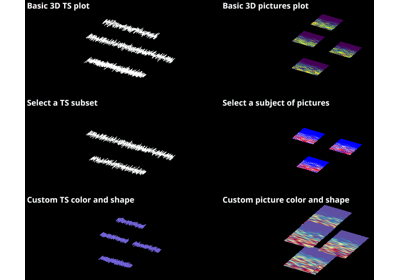 Basic 3D TS plot
Basic 3D pictures plot
Select a TS subset
Select a subject of pictures
Custom TS color and shape
Custom picture color and shape